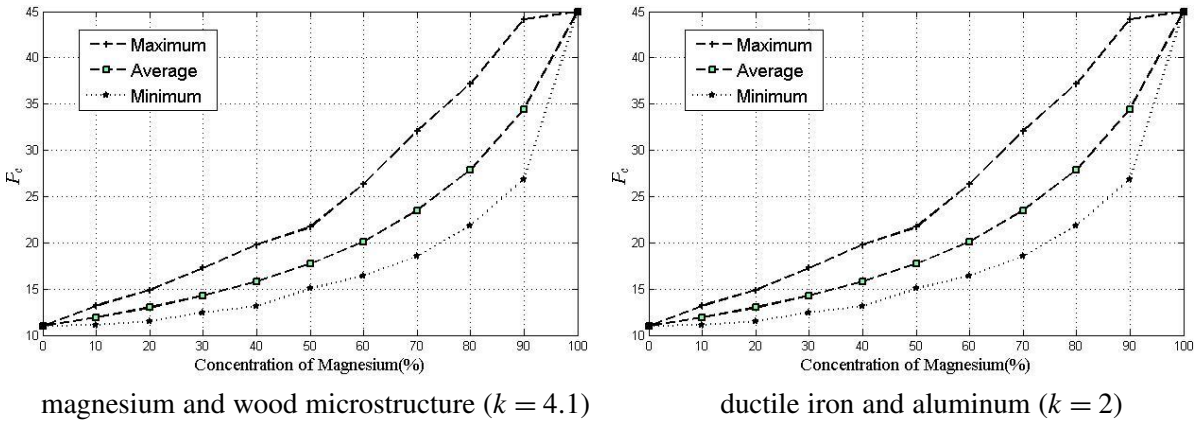 45
40
35
30
25
20
15
10
E_c
Maximum
Average
Minimum
0 10 20 30 40 50 60 70 80 90 100
Concentration of Magnesium(%)
magnesium and wood microstructure (k = 4.1)
45
40
35
30
25
20
15
10
E_c
Maximum
Average
Minimum
0 10 20 30 40 50 60 70 80 90 100
Concentration of Magnesium(%)
ductile iron and aluminum (k = 2)